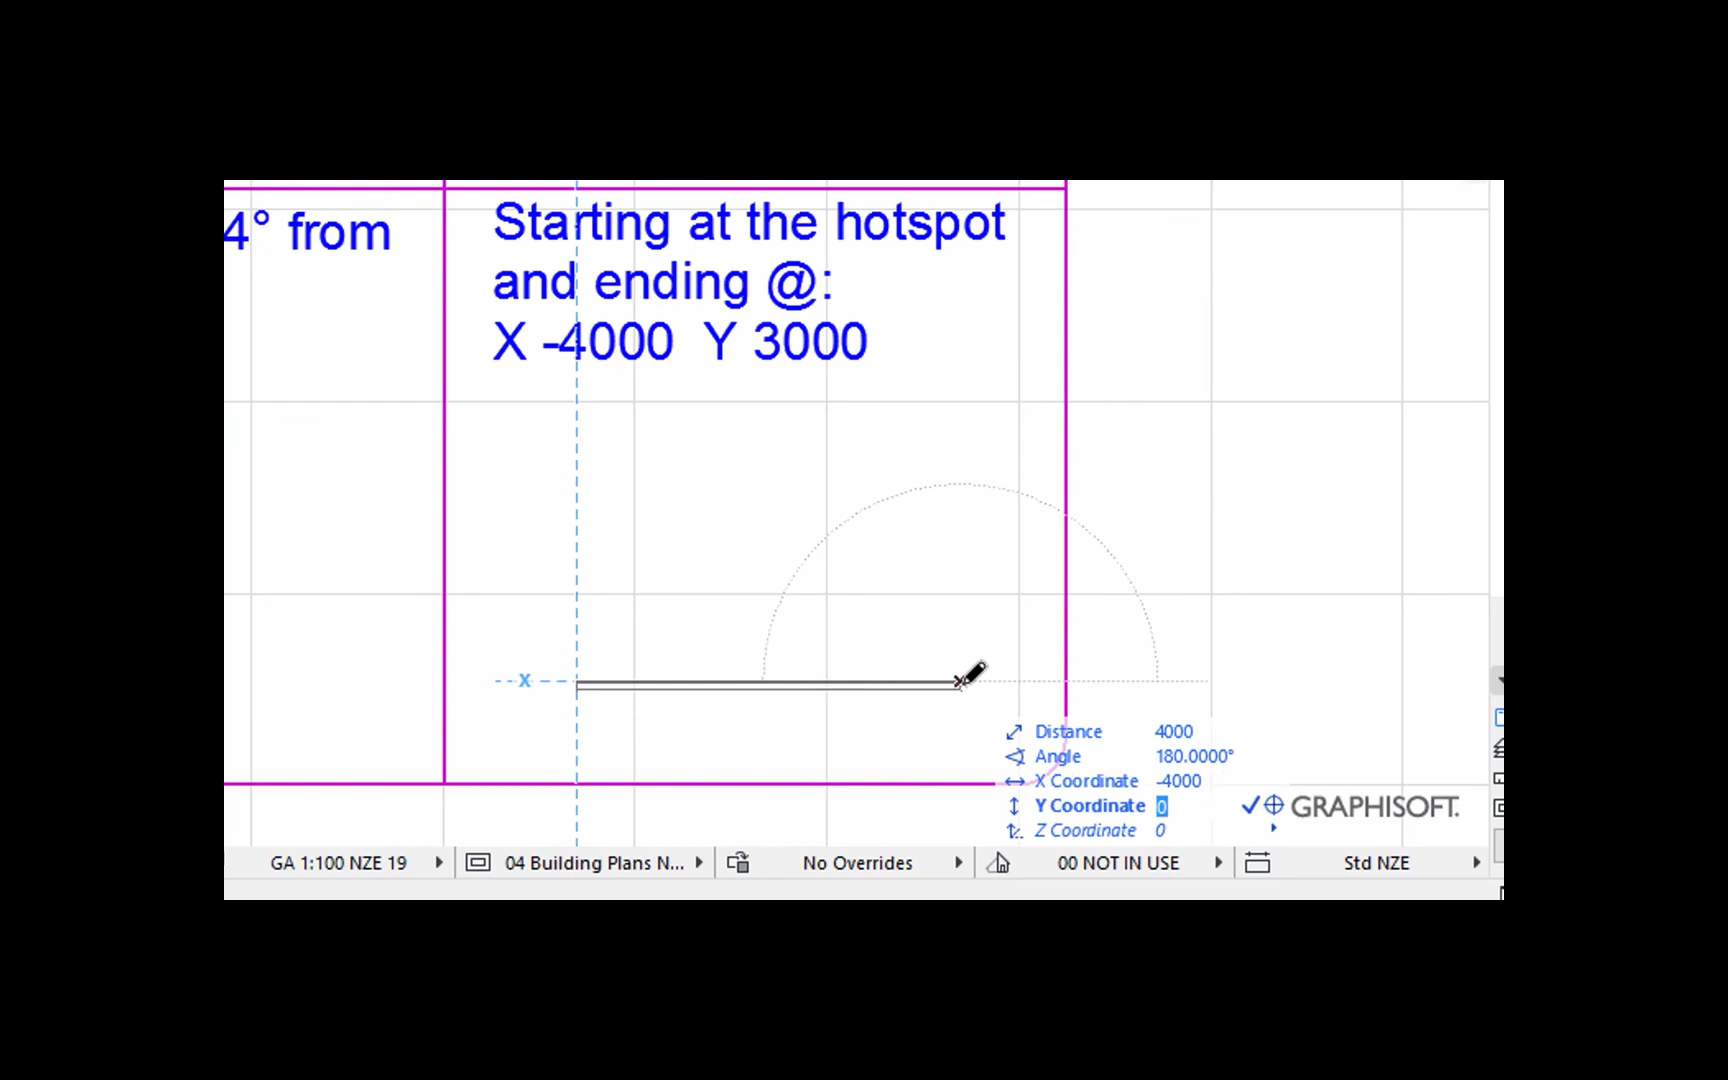 4° from
Starting at the hotspot
and ending @:
X -4000  Y 3000
X
Distance 4000
Angle 180.0000°
X Coordinate -4000
Y Coordinate 0
Z Coordinate 0
GRAPHISOFT.
GA 1:100 NZE 19
04 Building Plans N...
No Overrides
00 NOT IN USE
Std NZE